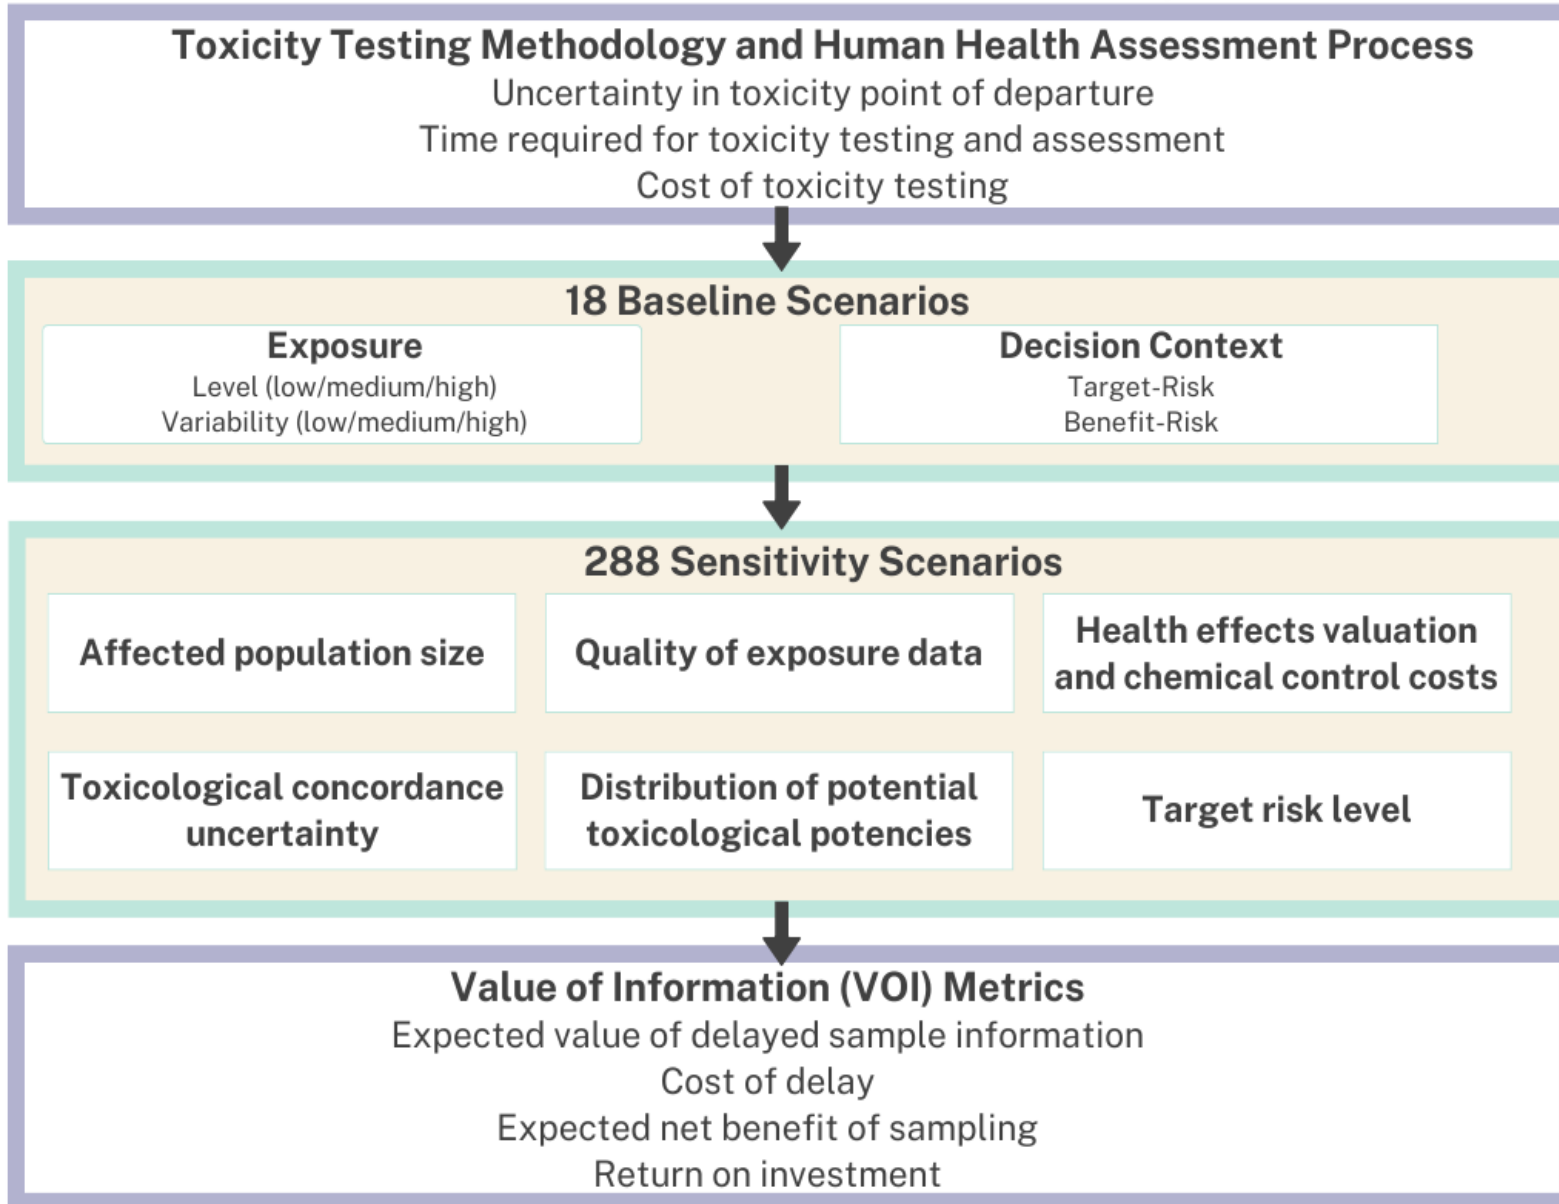 Toxicity Testing Methodology and Human Health Assessment Process
Uncertainty in toxicity point of departure
Time required for toxicity testing and assessment
Cost of toxicity testing
18 Baseline Scenarios
Exposure
Level (low/medium/high)
Variability (low/medium/high)
Decision Context
Target-Risk
Benefit-Risk
288 Sensitivity Scenarios
Affected population size
Quality of exposure data
Health effects valuation
and chemical control costs
Toxicological concordance
uncertainty
Distribution of potential
toxicological potencies
Target risk level
Value of Information (VOI) Metrics
Expected value of delayed sample information
Cost of delay
Expected net benefit of sampling
Return on investment